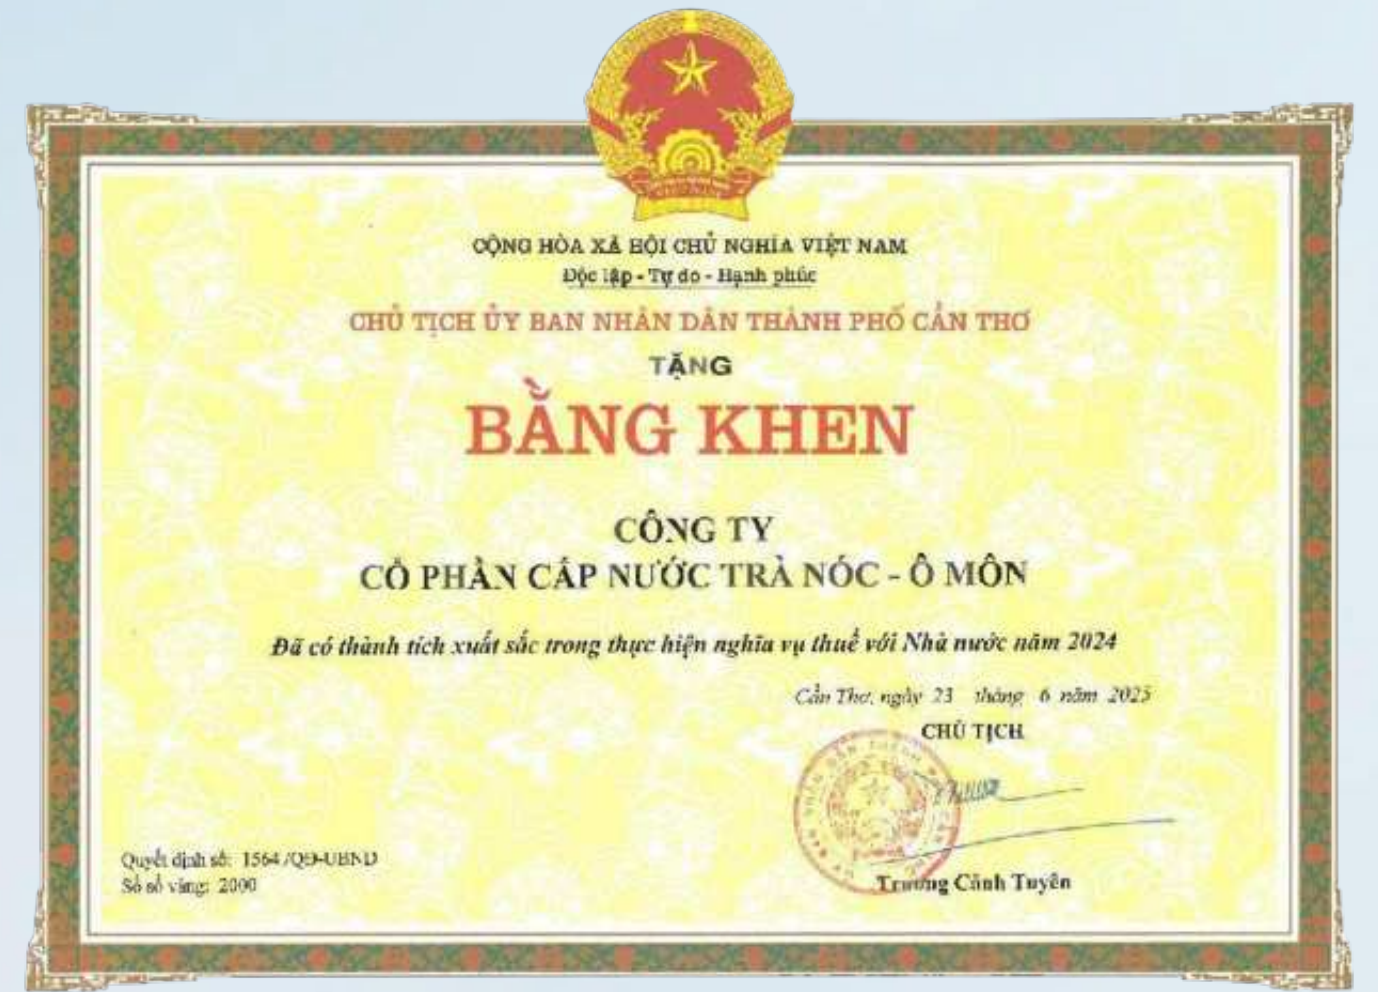 CỘNG HÒA XÃ HỘI CHỦ NGHĨA VIỆT NAM
Độc lập - Tự do - Hạnh phúc
CHỦ TỊCH ỦY BAN NHÂN DÂN THÀNH PHỐ CẦN THƠ
TẶNG
BẰNG KHEN
CÔNG TY
CỔ PHẦN CẤP NƯỚC TRÀ NÓC - Ô MÔN
Đã có thành tích xuất sắc trong thực hiện nghĩa vụ thuế với Nhà nước năm 2024
Cần Thơ, ngày 23 tháng 6 năm 2025
CHỦ TỊCH
Trương Cảnh Tuyên
Quyết định số: 1564 /QĐ-UBND
Số sổ vàng: 2000